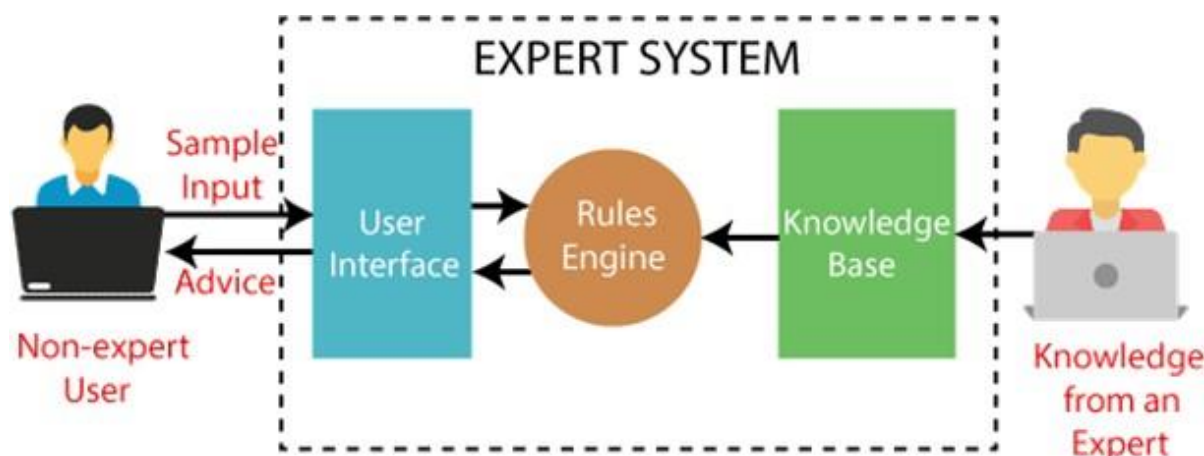 EXPERT SYSTEM
Sample
Input
Advice
Non-expert
User
User
Interface
Rules
Engine
Knowledge
Base
Knowledge
from an
Expert